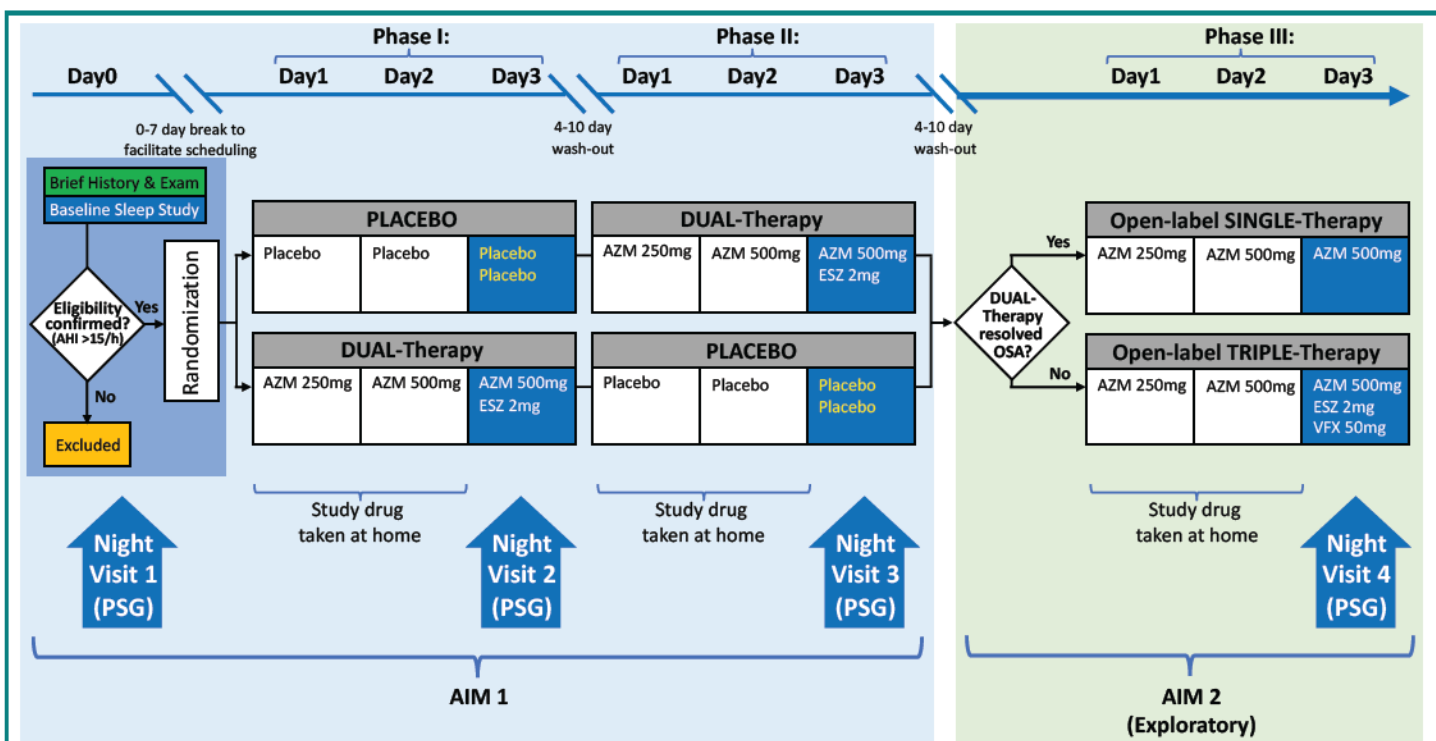 Phase I:
Phase II:
Phase III:
Day0
Day1
Day2
Day3
Day1
Day2
Day3
Day1
Day2
Day3
0-7 day break to
facilitate scheduling
4-10 day
wash-out
4-10 day
wash-out
Brief History & Exam
Baseline Sleep Study
Eligibility
confirmed?
(AHI >15/h)
Yes
No
Excluded
Randomization
PLACEBO
Placebo
Placebo
Placebo
Placebo
DUAL-Therapy
AZM 250mg
AZM 500mg
AZM 500mg
ESZ 2mg
DUAL-Therapy
AZM 250mg
AZM 500mg
AZM 500mg
ESZ 2mg
PLACEBO
Placebo
Placebo
Placebo
Placebo
DUAL-
Therapy
resolved
OSA?
Yes
No
Open-label SINGLE-Therapy
AZM 250mg
AZM 500mg
AZM 500mg
Open-label TRIPLE-Therapy
AZM 250mg
AZM 500mg
AZM 500mg
ESZ 2mg
VFX 50mg
Night
Visit 1
(PSG)
Study drug
taken at home
Night
Visit 2
(PSG)
Study drug
taken at home
Night
Visit 3
(PSG)
Study drug
taken at home
Night
Visit 4
(PSG)
AIM 1
AIM 2
(Exploratory)